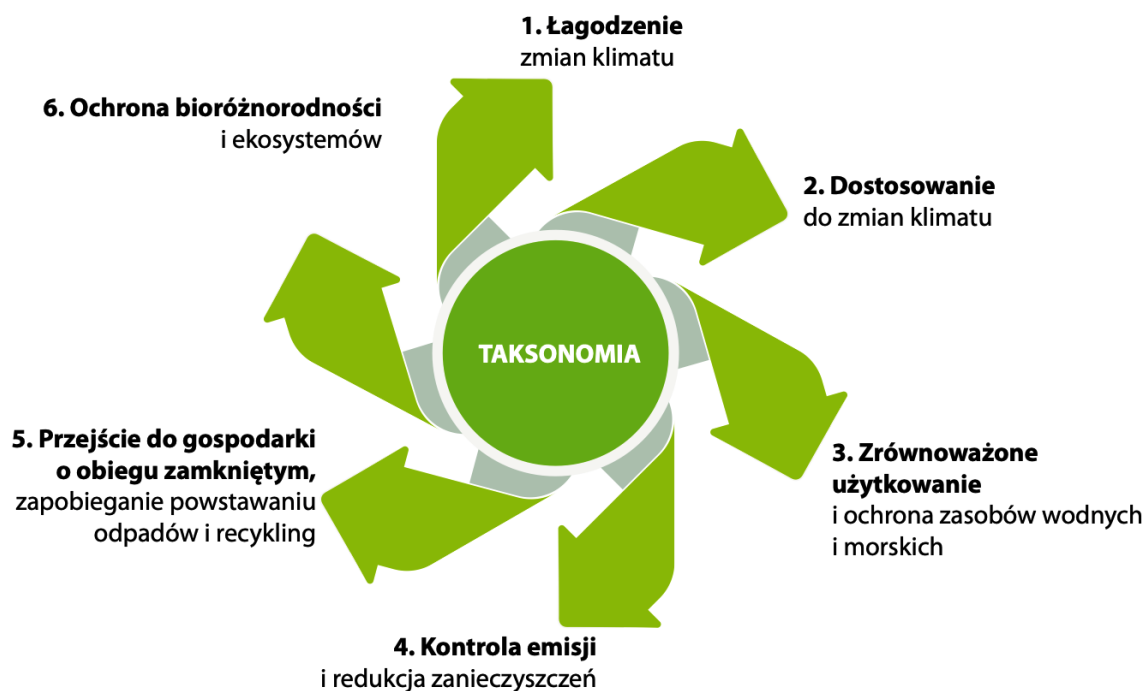 1. Łagodzenie
zmian klimatu
2. Dostosowanie
do zmian klimatu
3. Zrównoważone
użytkowanie
i ochrona zasobów wodnych
i morskich
4. Kontrola emisji
i redukcja zanieczyszczeń
5. Przejście do gospodarki
o obiegu zamkniętym,
zapobieganie powstawaniu
odpadów i recykling
6. Ochrona bioróżnorodności
i ekosystemów
TAKSONOMIA